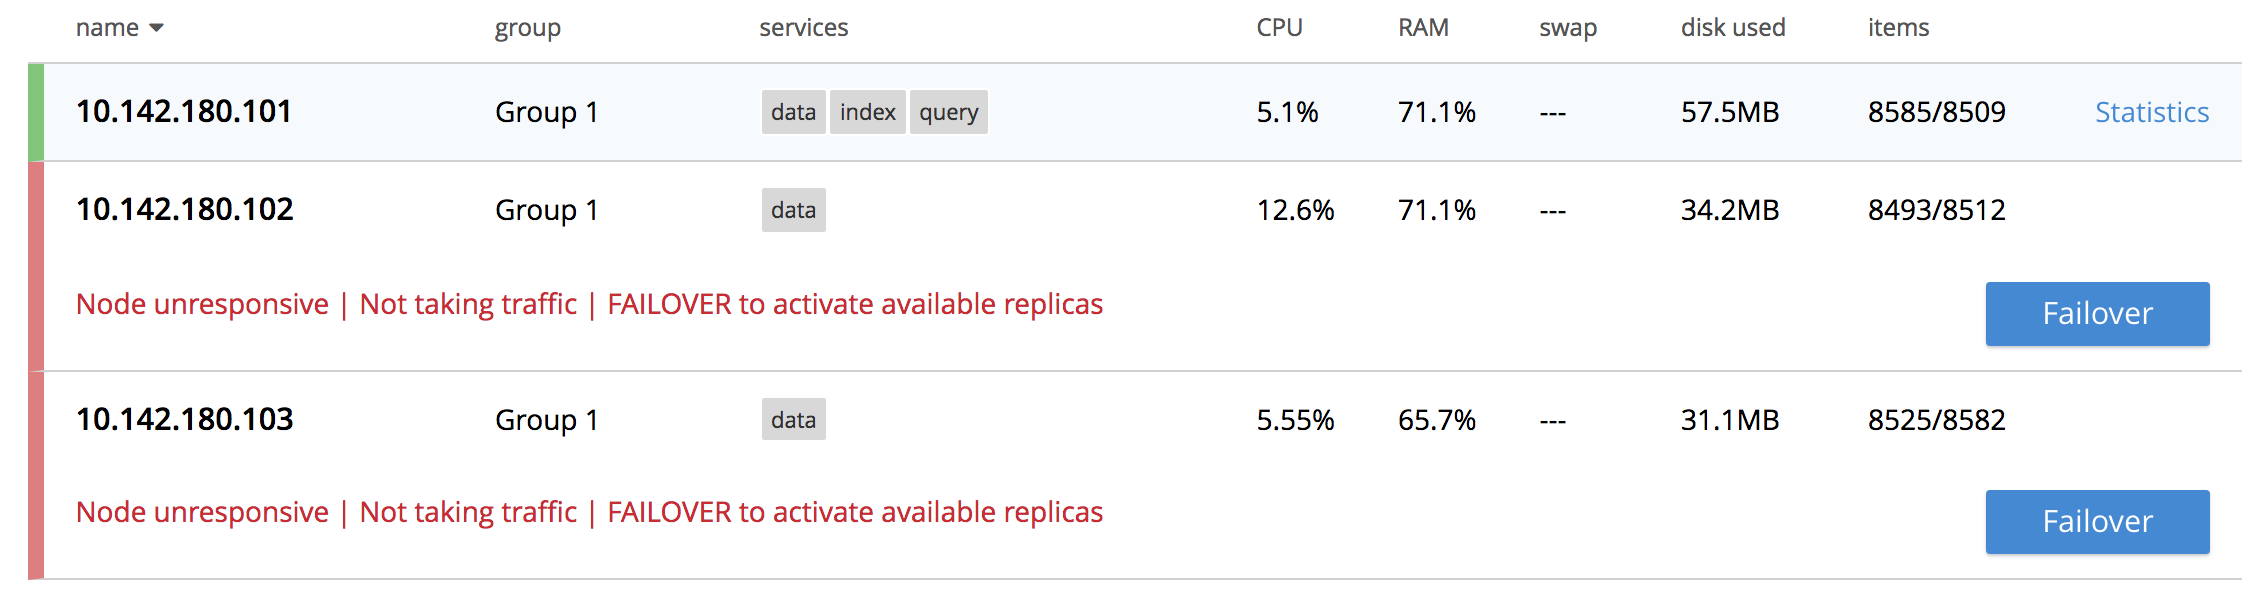 name group services CPU RAM swap disk used items
10.142.180.101 Group 1 data index query 5.1% 71.1% --- 57.5MB 8585/8509 Statistics
10.142.180.102 Group 1 data 12.6% 71.1% --- 34.2MB 8493/8512
Node unresponsive | Not taking traffic | FAILOVER to activate available replicas Failover
10.142.180.103 Group 1 data 5.55% 65.7% --- 31.1MB 8525/8582
Node unresponsive | Not taking traffic | FAILOVER to activate available replicas Failover